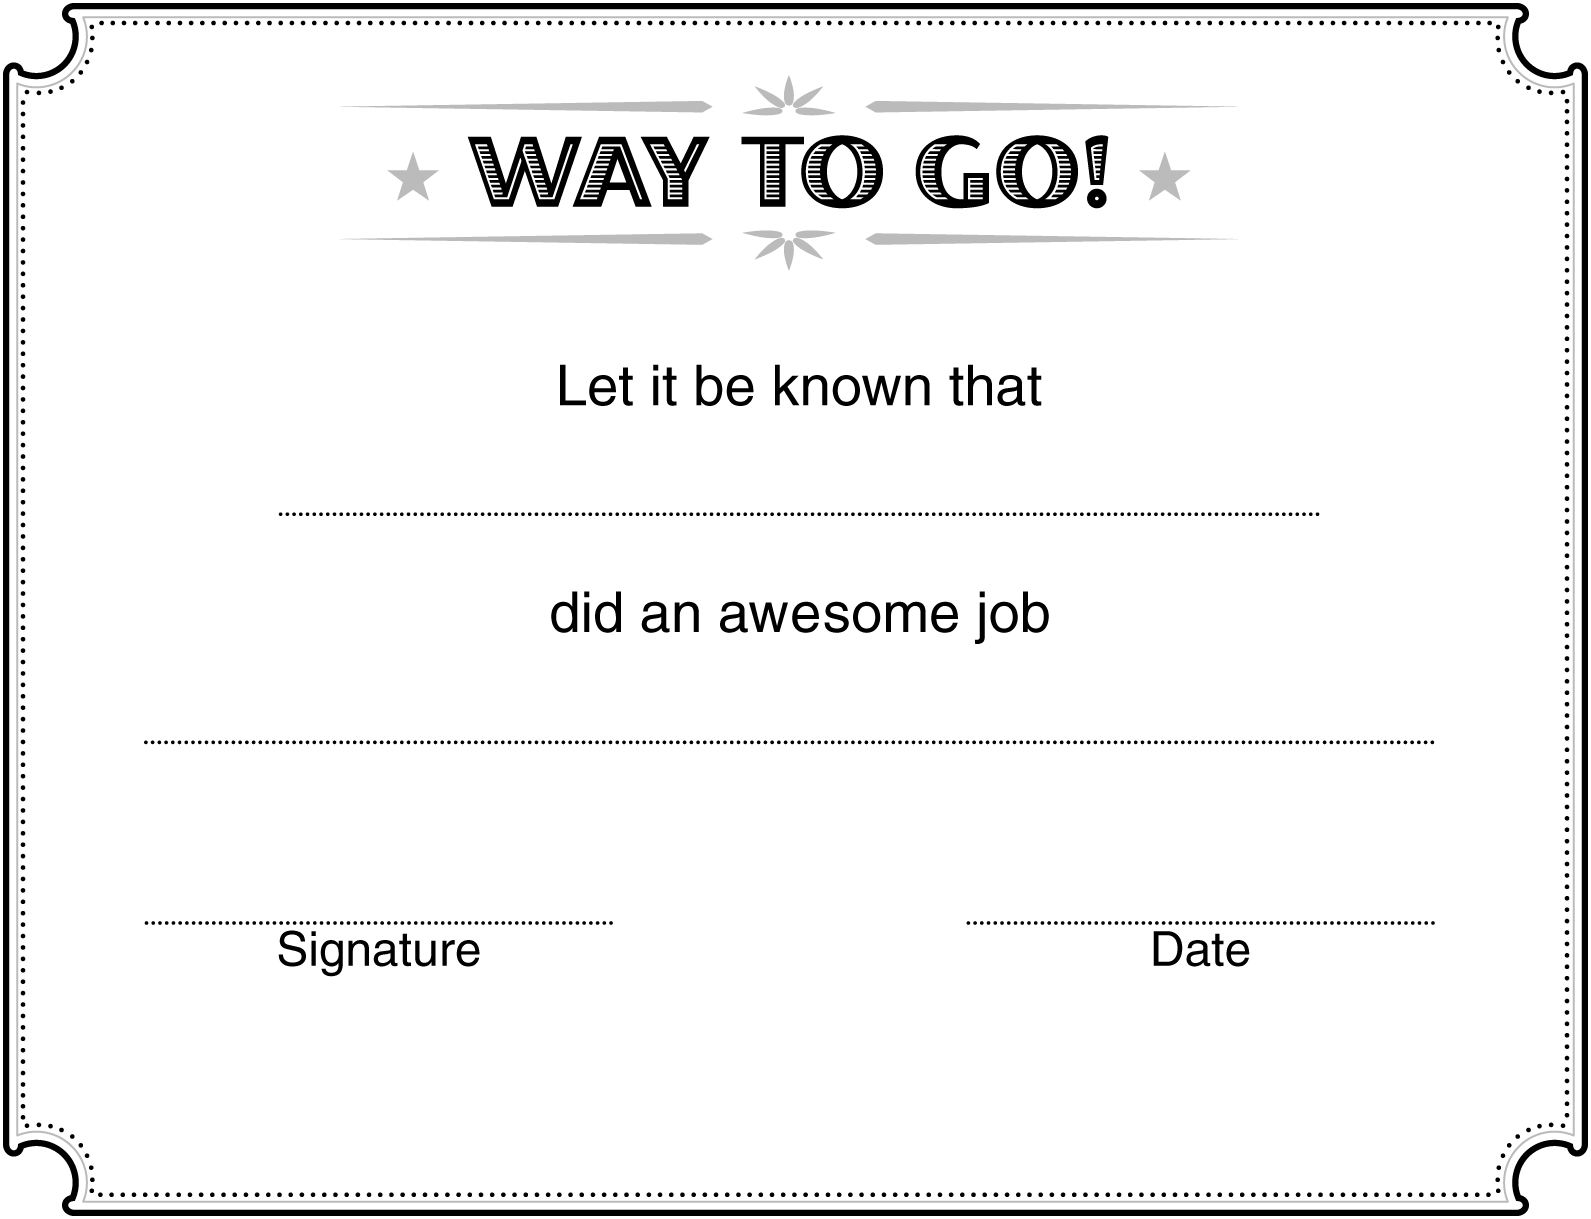 WAY TO GO!
Let it be known that
did an awesome job
Signature
Date